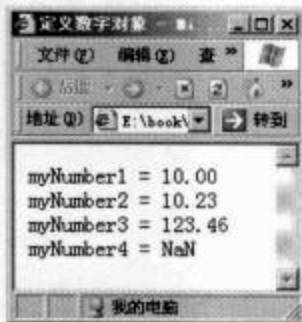 定义数字对象 - Mi
文件(F) 编辑(E) 查 »
后退 »
地址(D) E:\book\ 转到
myNumber1 = 10.00
myNumber2 = 10.23
myNumber3 = 123.46
myNumber4 = NaN
我的电脑